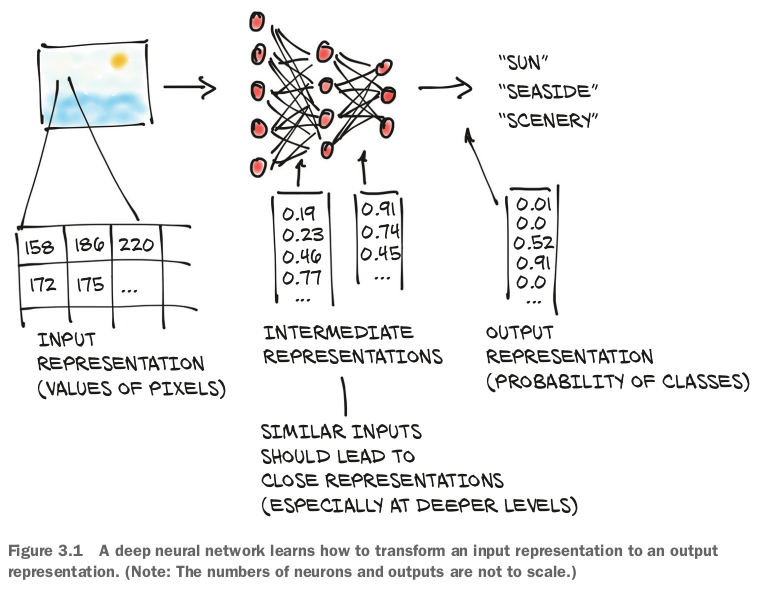 "SUN"
"SEASIDE"
"SCENERY"
158 186 220
172 175 ...
0.19
0.23
0.46
0.77
...
0.91
0.74
0.45
...
0.01
0.0
0.52
0.91
0.0
...
INPUT
REPRESENTATION
(VALUES OF PIXELS)
INTERMEDIATE
REPRESENTATIONS
OUTPUT
REPRESENTATION
(PROBABILITY OF CLASSES)
SIMILAR INPUTS
SHOULD LEAD TO
CLOSE REPRESENTATIONS
(ESPECIALLY AT DEEPER LEVELS)
Figure 3.1 A deep neural network learns how to transform an input representation to an output
representation. (Note: The numbers of neurons and outputs are not to scale.)